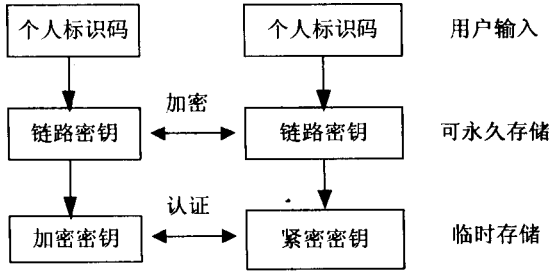 个人标识码 个人标识码 用户输入
加密
链路密钥 链路密钥 可永久存储
认证
加密密钥 紧密密钥 临时存储